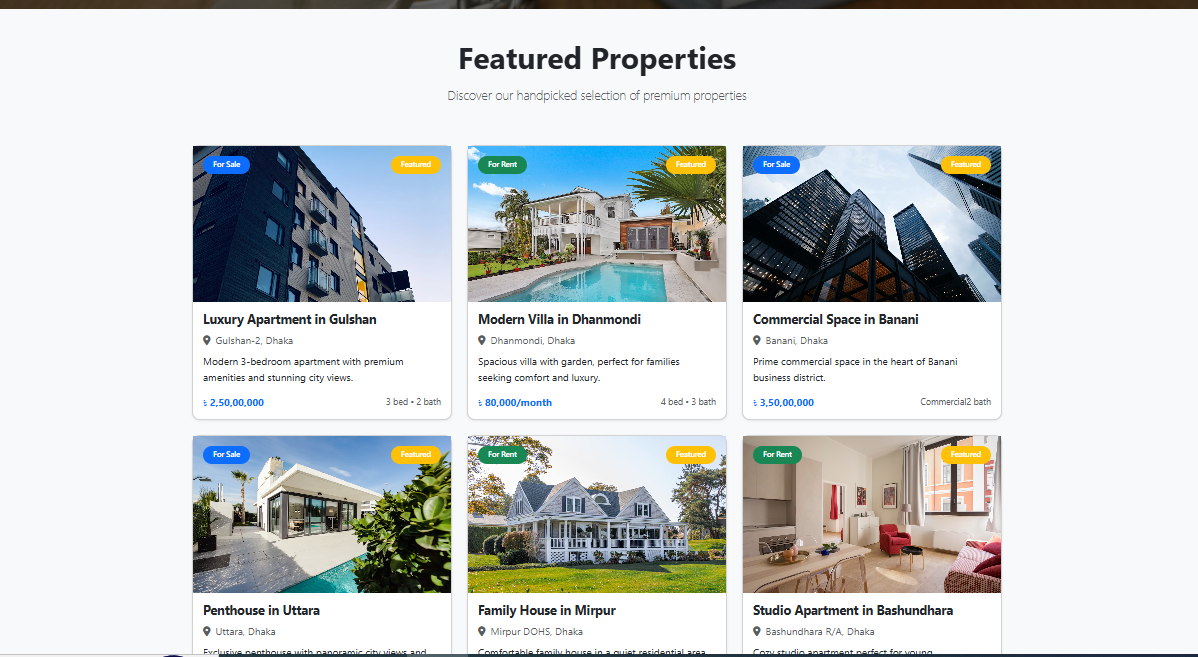 Featured Properties
Discover our handpicked selection of premium properties
For Sale
Featured
Luxury Apartment in Gulshan
Gulshan-2, Dhaka
Modern 3-bedroom apartment with premium
amenities and stunning city views.
৳ 2,50,00,000
3 bed • 2 bath
For Rent
Featured
Modern Villa in Dhanmondi
Dhanmondi, Dhaka
Spacious villa with garden, perfect for families
seeking comfort and luxury.
৳ 80,000/month
4 bed • 3 bath
For Sale
Featured
Commercial Space in Banani
Banani, Dhaka
Prime commercial space in the heart of Banani
business district.
৳ 3,50,00,000
Commercial2 bath
For Sale
Featured
Penthouse in Uttara
Uttara, Dhaka
Exclusive penthouse with panoramic city views and
For Rent
Featured
Family House in Mirpur
Mirpur DOHS, Dhaka
Comfortable family house in a quiet residential area
For Rent
Featured
Studio Apartment in Bashundhara
Bashundhara R/A, Dhaka
Cozy studio apartment perfect for young